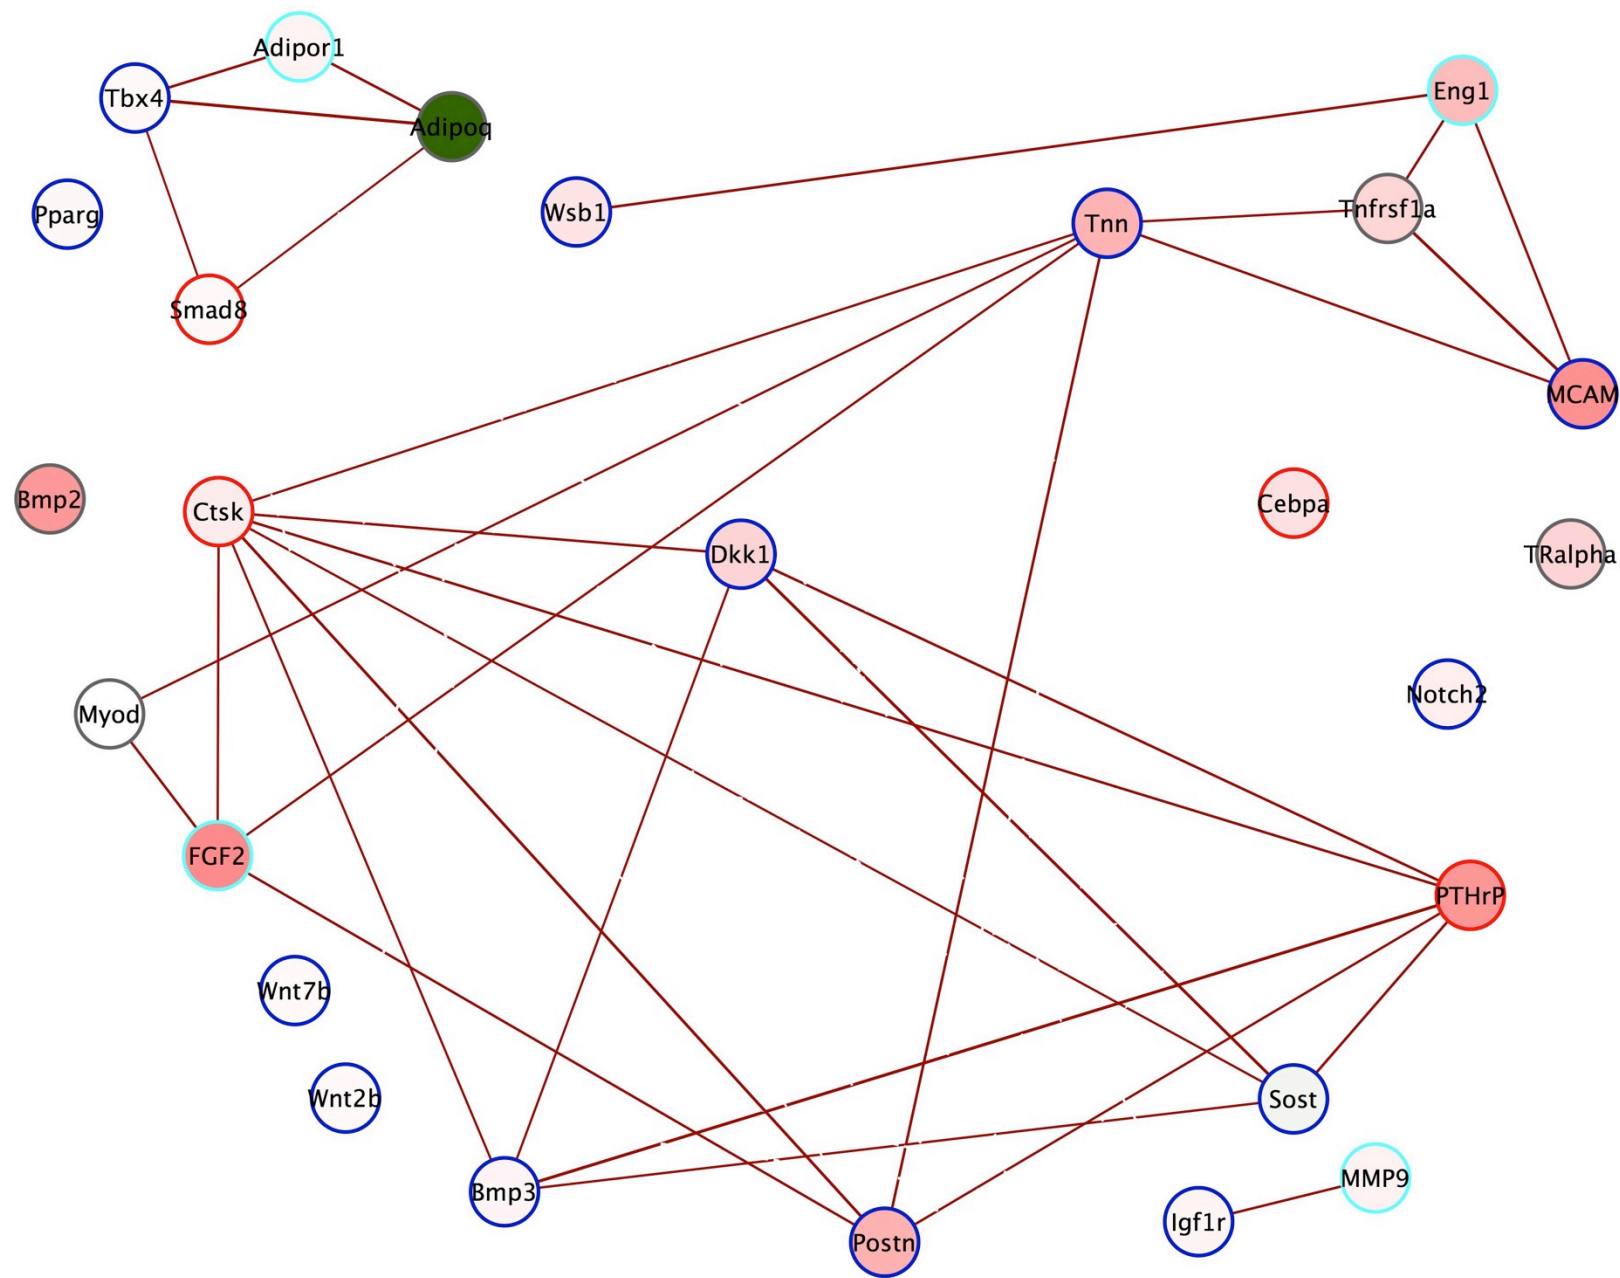 Adipor1
Tbx4
Eng1
Adipoq
Pparg
Wsb1
Tnn
Tnfrsf1a
Smad8
MCAM
Bmp2
Ctsk
Cebpa
Dkk1
TRalpha
Myod
Notch2
FGF2
PTHrP
Wnt7b
Wnt2b
Sost
Bmp3
MMP9
Igf1r
Postn